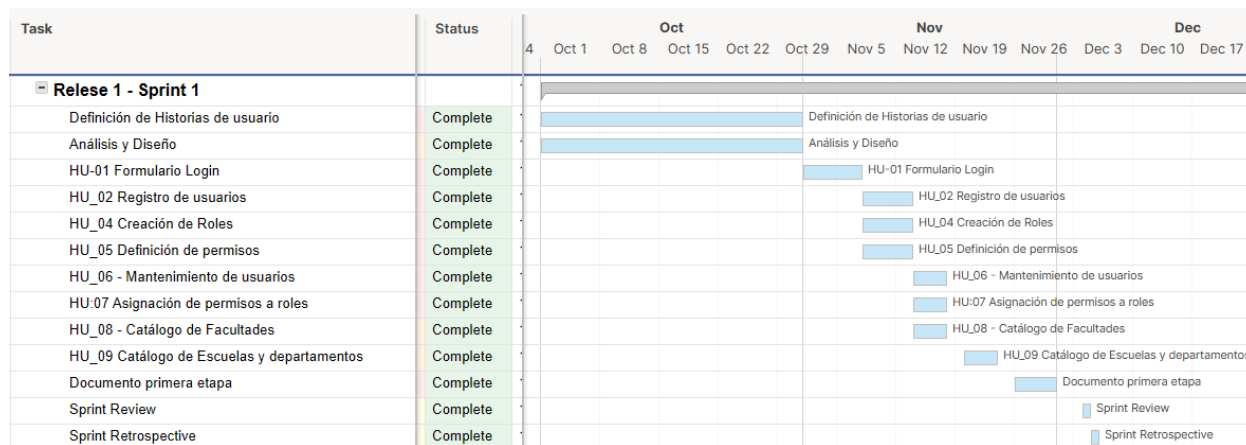 Task Status Oct Nov Dec
4 Oct 1 Oct 8 Oct 15 Oct 22 Oct 29 Nov 5 Nov 12 Nov 19 Nov 26 Dec 3 Dec 10 Dec 17
Relese 1 - Sprint 1
Definición de Historias de usuario Complete Definición de Historias de usuario
Análisis y Diseño Complete Análisis y Diseño
HU-01 Formulario Login Complete HU-01 Formulario Login
HU_02 Registro de usuarios Complete HU_02 Registro de usuarios
HU_04 Creación de Roles Complete HU_04 Creación de Roles
HU_05 Definición de permisos Complete HU_05 Definición de permisos
HU_06 - Mantenimiento de usuarios Complete HU_06 - Mantenimiento de usuarios
HU:07 Asignación de permisos a roles Complete HU:07 Asignación de permisos a roles
HU_08 - Catálogo de Facultades Complete HU_08 - Catálogo de Facultades
HU_09 Catálogo de Escuelas y departamentos Complete HU_09 Catálogo de Escuelas y departamentos
Documento primera etapa Complete Documento primera etapa
Sprint Review Complete Sprint Review
Sprint Retrospective Complete Sprint Retrospective